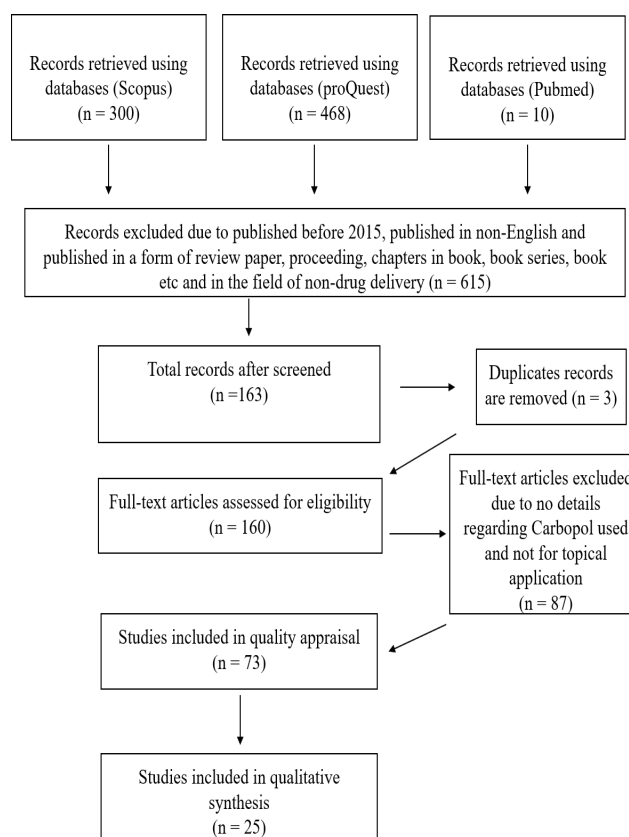 Records retrieved using
databases (Scopus)
(n = 300)
Records retrieved using
databases (proQuest)
(n = 468)
Records retrieved using
databases (Pubmed)
(n = 10)
Records excluded due to published before 2015, published in non-English and
published in a form of review paper, proceeding, chapters in book, book series, book
etc and in the field of non-drug delivery (n = 615)
Total records after screened
(n =163)
Duplicates records
are removed (n = 3)
Full-text articles assessed for eligibility
(n = 160)
Full-text articles excluded
due to no details
regarding Carbopol used
and not for topical
application
(n = 87)
Studies included in quality appraisal
(n = 73)
Studies included in qualitative
synthesis
(n = 25)